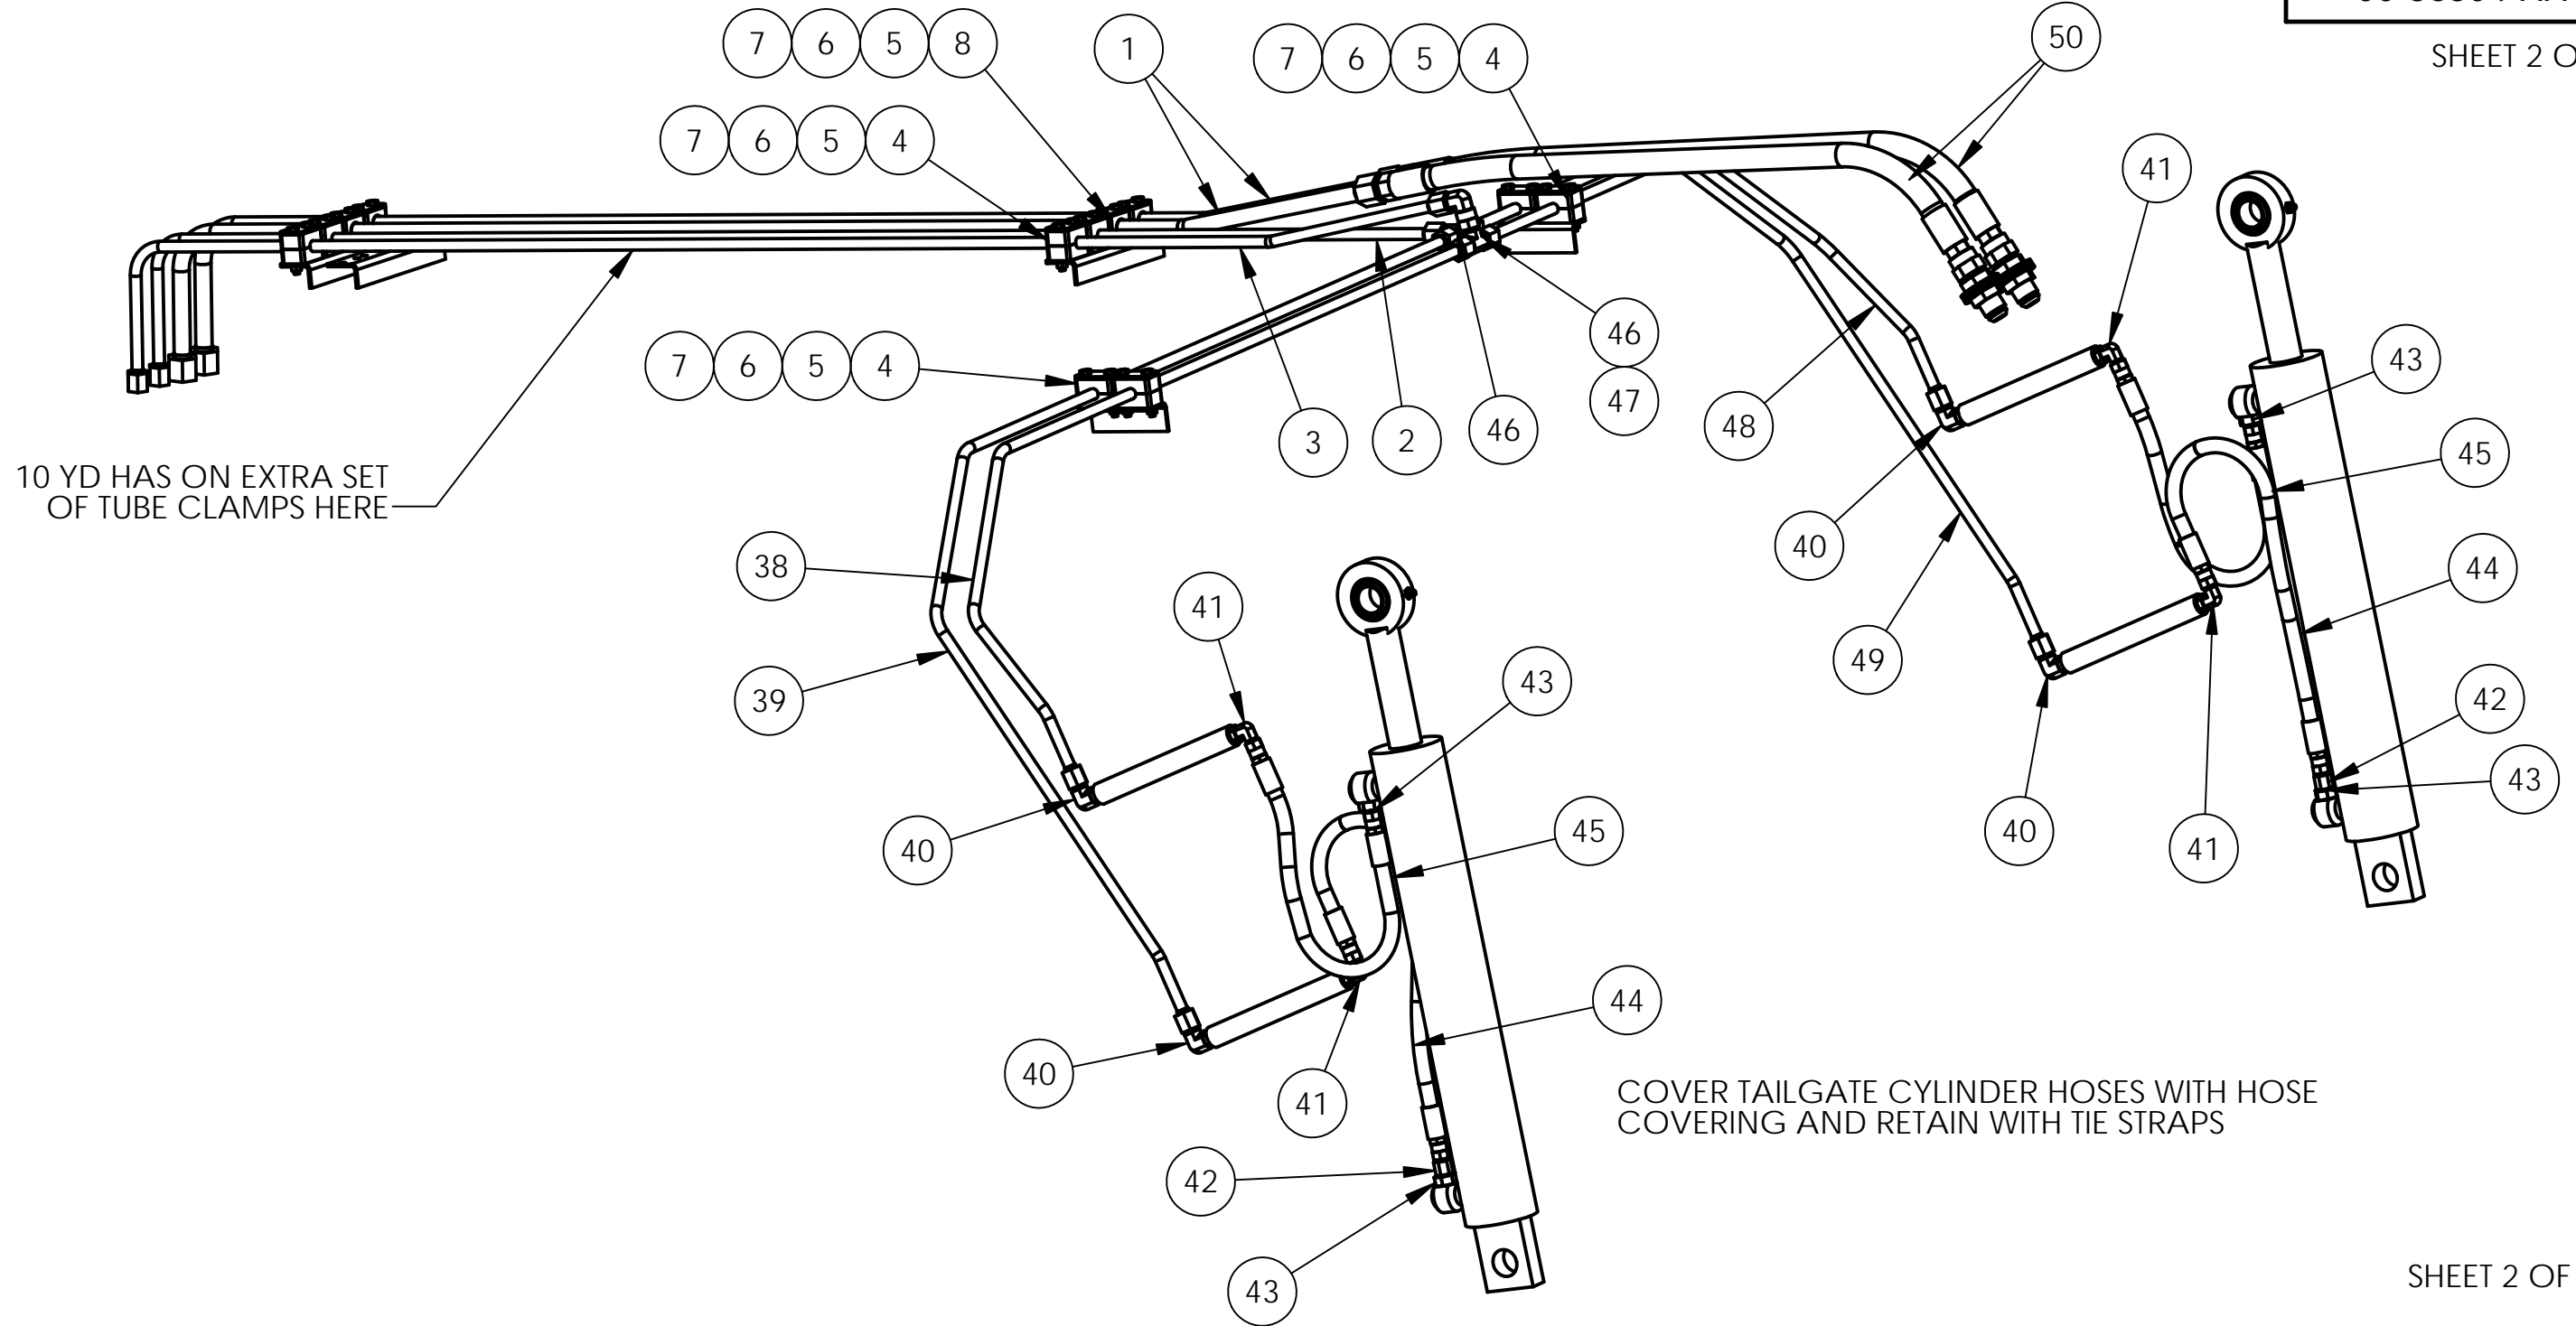 SHEET 2 O
7 6 5 8
1
7 6 5 4
50
7 6 5 4
41
46
47
43
7 6 5 4
3
2
46
48
45
10 YD HAS ON EXTRA SET
OF TUBE CLAMPS HERE
40
44
38
41
49
43
42
39
43
45
40
40
41
44
40
41
COVER TAILGATE CYLINDER HOSES WITH HOSE
COVERING AND RETAIN WITH TIE STRAPS
42
43
SHEET 2 OF